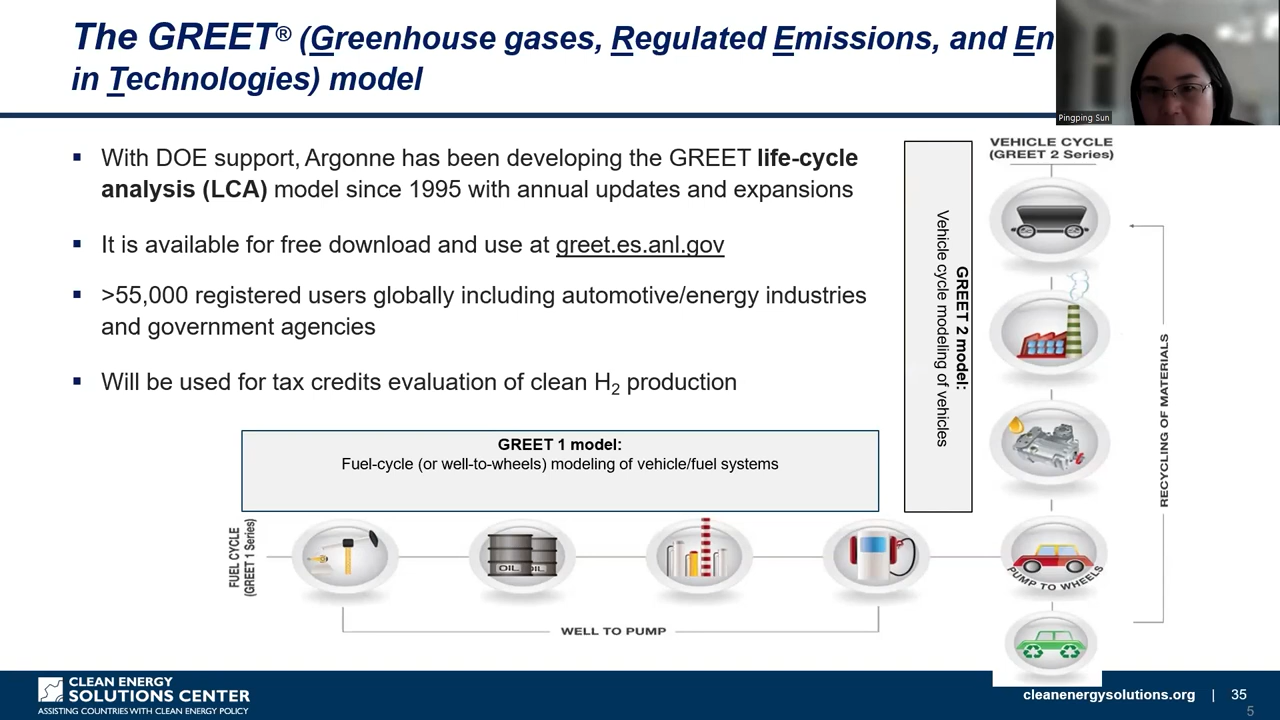 The GREET® (Greenhouse gases, Regulated Emissions, and En
in Technologies) model
Pingping Sun
▪ With DOE support, Argonne has been developing the GREET life-cycle
analysis (LCA) model since 1995 with annual updates and expansions
▪ It is available for free download and use at greet.es.anl.gov
▪ >55,000 registered users globally including automotive/energy industries
and government agencies
▪ Will be used for tax credits evaluation of clean H₂ production
GREET 1 model:
Fuel-cycle (or well-to-wheels) modeling of vehicle/fuel systems
GREET 2 model:
Vehicle cycle modeling of vehicles
VEHICLE CYCLE
(GREET 2 Series)
RECYCLING OF MATERIALS
FUEL CYCLE
(GREET 1 Series)
OIL
OIL
PUMP TO WHEELS
WELL TO PUMP
CLEAN ENERGY
SOLUTIONS CENTER
ASSISTING COUNTRIES WITH CLEAN ENERGY POLICY
cleanenergysolutions.org | 35
5